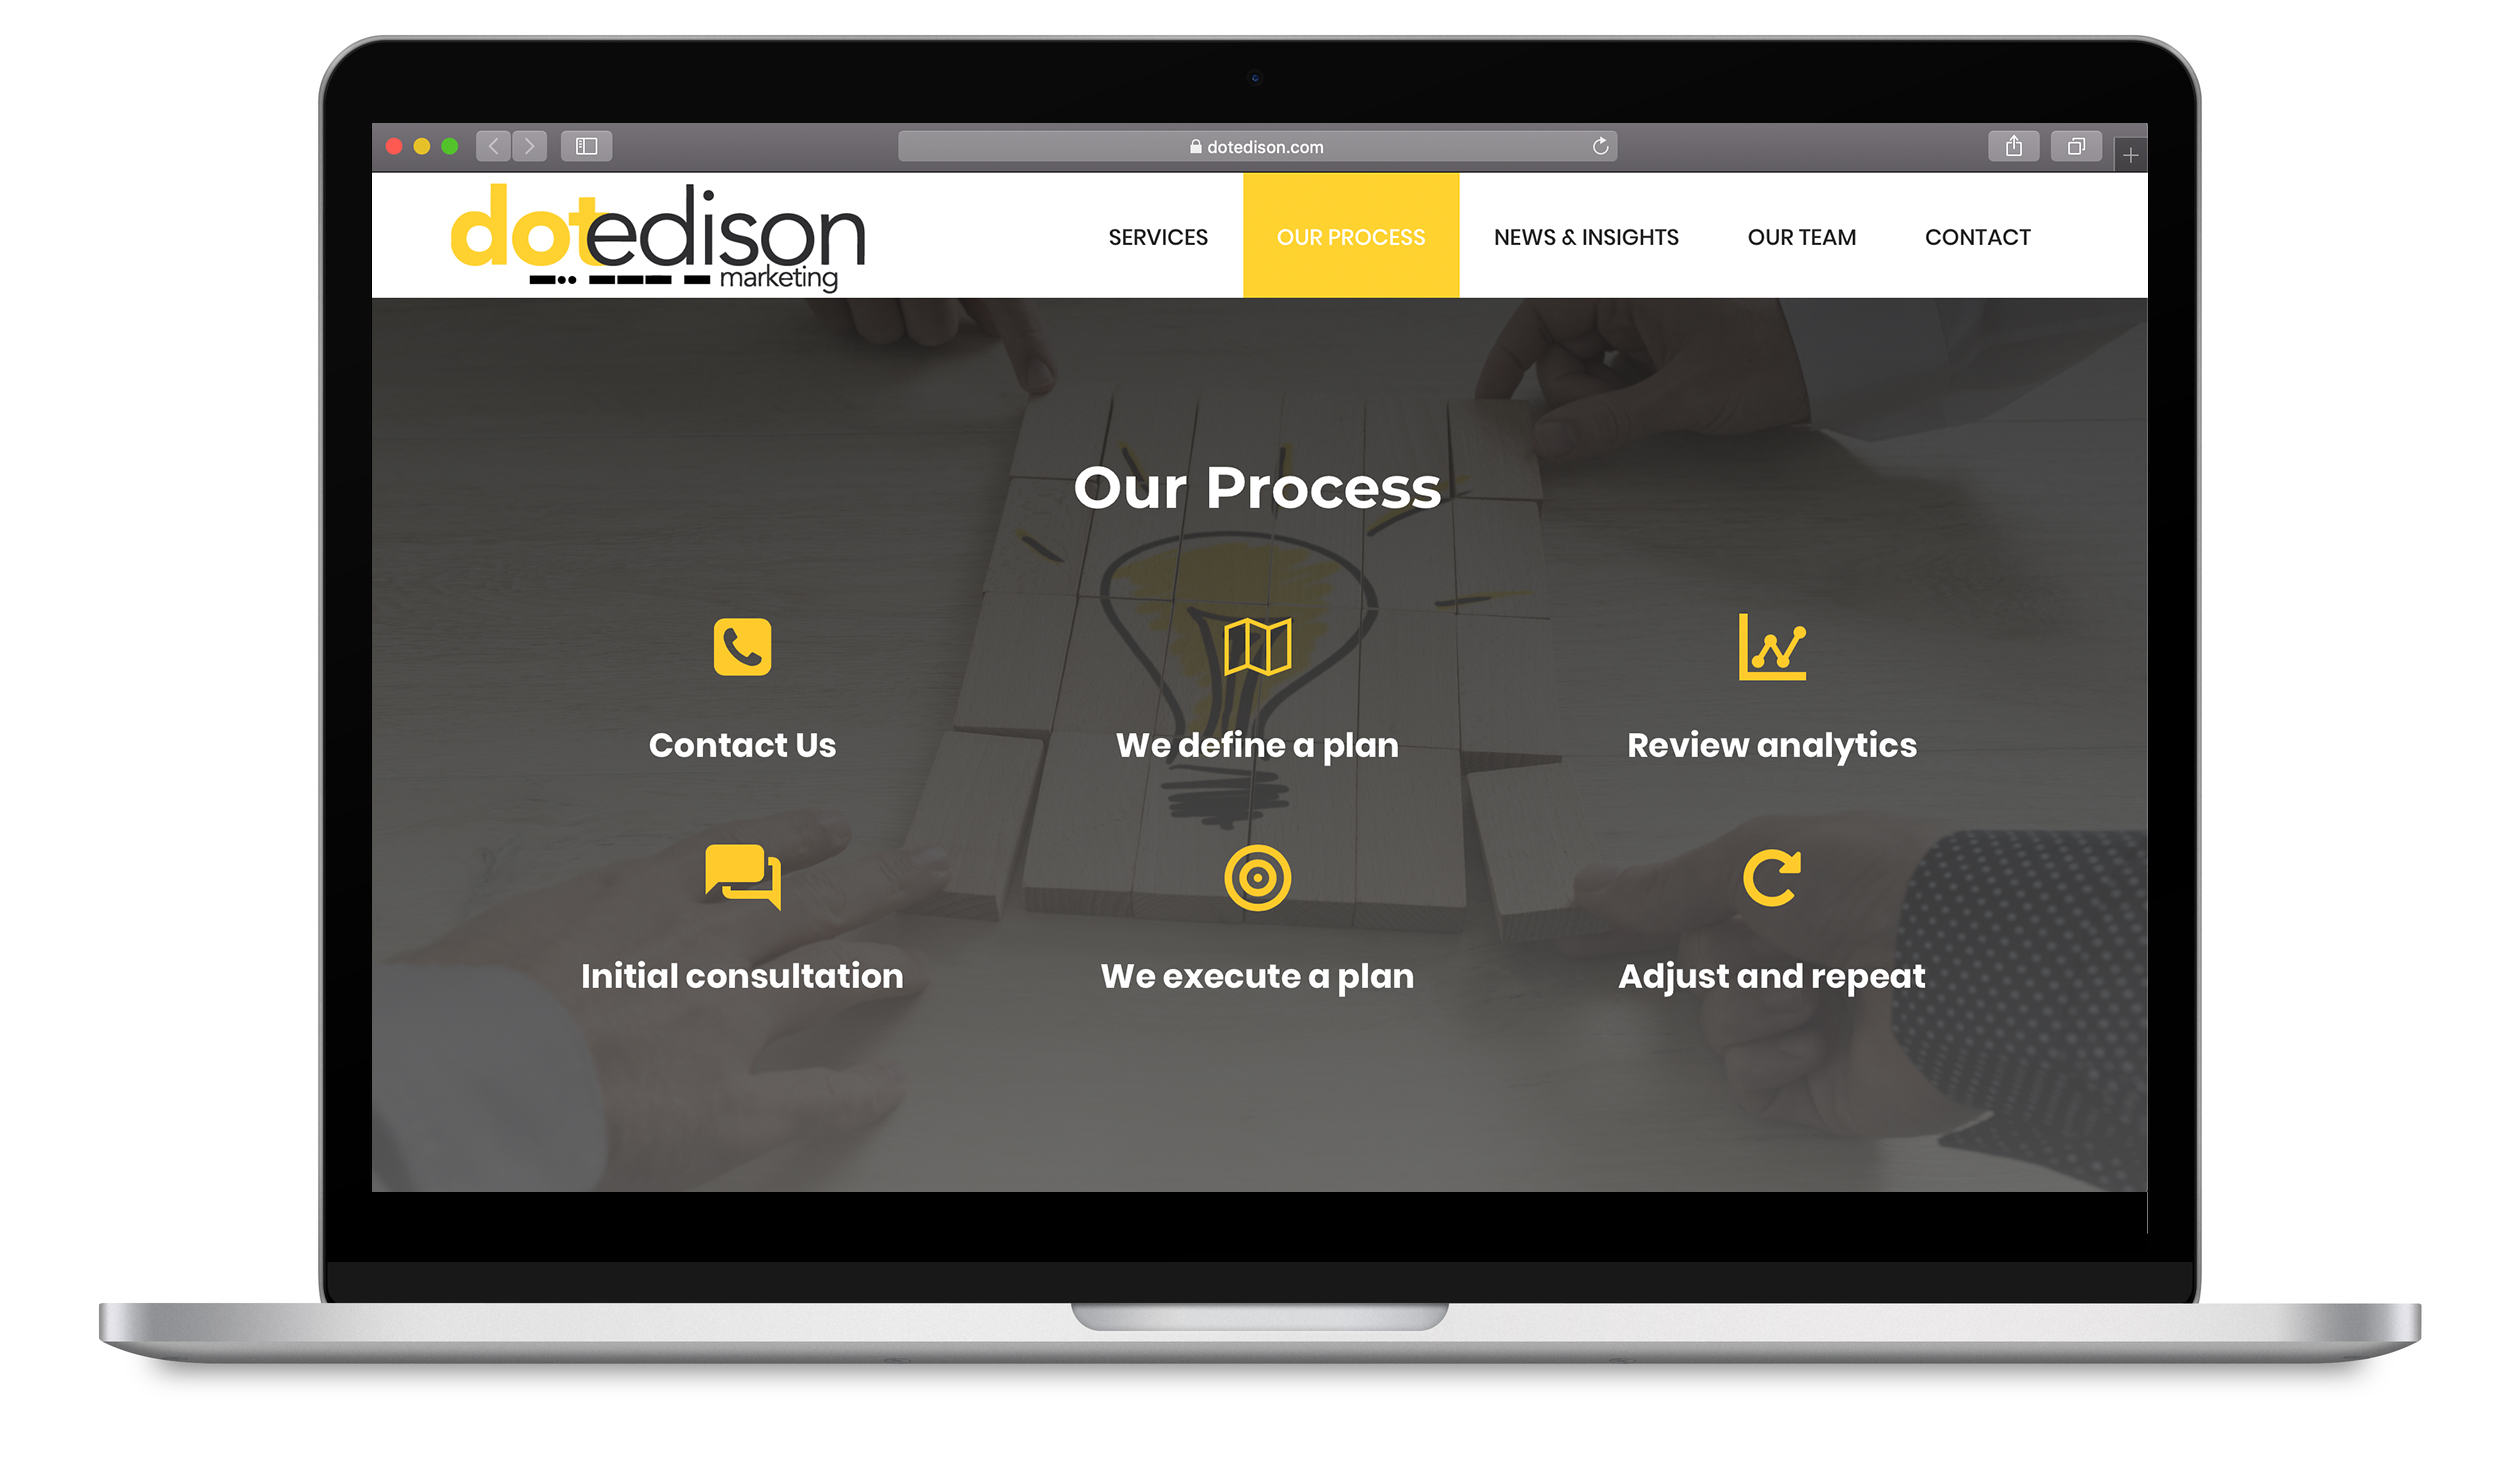 dotedison.com
dotedison
marketing
SERVICES OUR PROCESS NEWS & INSIGHTS OUR TEAM CONTACT
Our Process
Contact Us We define a plan Review analytics
Initial consultation We execute a plan Adjust and repeat